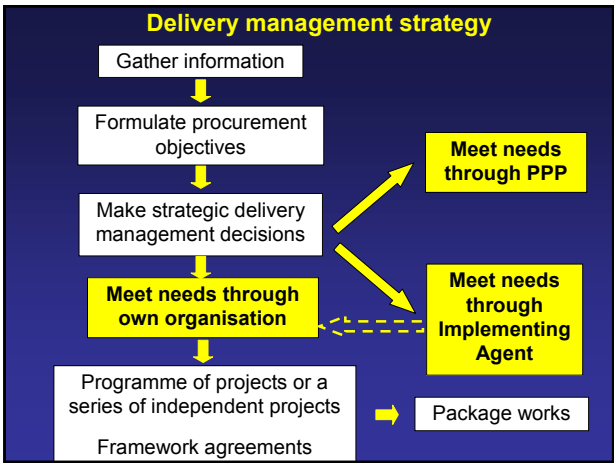 Delivery management strategy
Gather information
Formulate procurement
objectives
Meet needs
through PPP
Make strategic delivery
management decisions
Meet needs through
own organisation
Meet needs
through
Implementing
Agent
Programme of projects or a
series of independent projects
Framework agreements
Package works